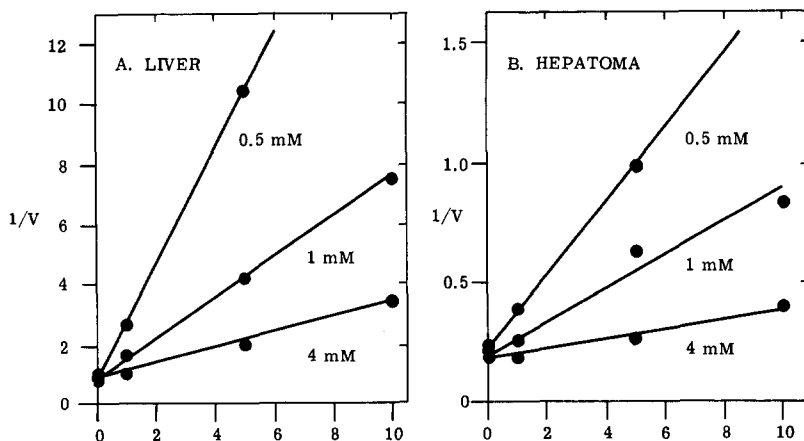 A. LIVER
12
10
8
6
4
2
0
1/V
0.5 mM
1 mM
4 mM
0 2 4 6 8 10
B. HEPATOMA
1.5
1.0
0.5
0
1/V
0.5 mM
1 mM
4 mM
0 2 4 6 8 10